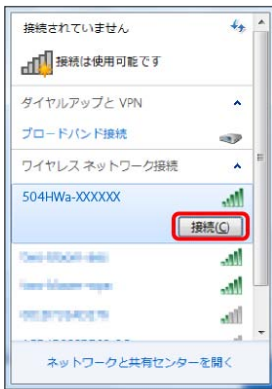 接続されていません
接続は使用可能です
ダイヤルアップと VPN
ブロードバンド接続
ワイヤレス ネットワーク接続
504HWa-XXXXXX
接続(C)
ネットワークと共有センターを開く